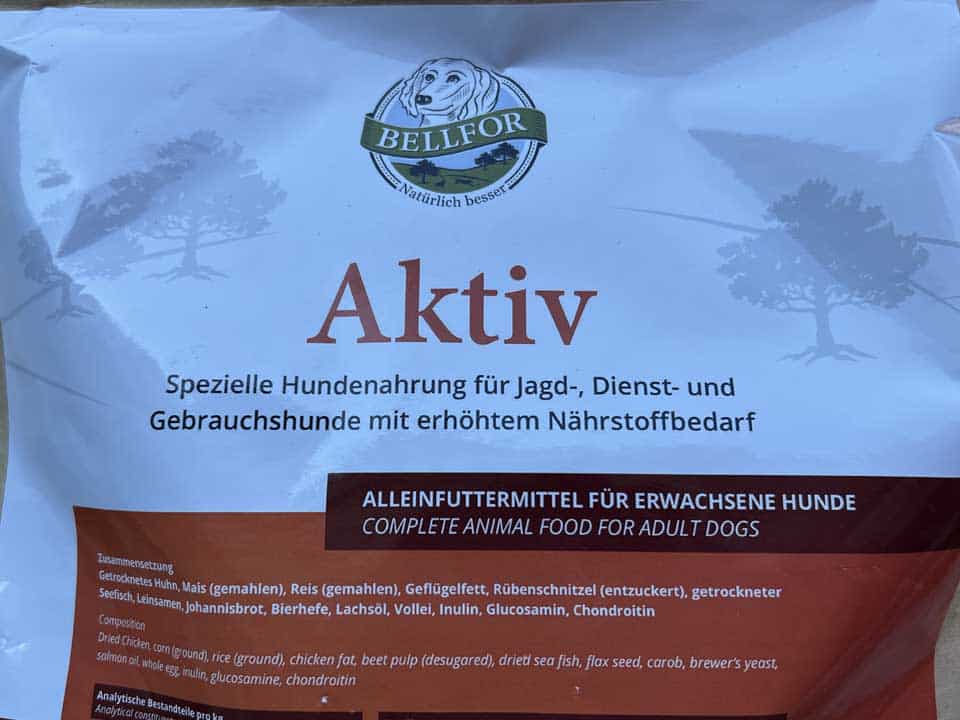 BELLFOR
Natürlich besser
Aktiv
Spezielle Hundenahrung für Jagd-, Dienst- und
Gebrauchshunde mit erhöhtem Nährstoffbedarf
ALLEINFUTTERMITTEL FÜR ERWACHSENE HUNDE
COMPLETE ANIMAL FOOD FOR ADULT DOGS
Zusammensetzung
Getrocknetes Huhn, Mais (gemahlen), Reis (gemahlen), Geflügelfett, Rübenschnitzel (entzuckert), getrockneter
Seefisch, Leinsamen, Johannisbrot, Bierhefe, Lachsöl, Vollei, Inulin, Glucosamin, Chondroitin
Composition
Dried Chicken, corn (ground), rice (ground), chicken fat, beet pulp (desugared), dried sea fish, flax seed, carob, brewer's yeast,
salmon oil, whole egg, inulin, glucosamine, chondroitin
Analytische Bestandteile pro kg
Analytical